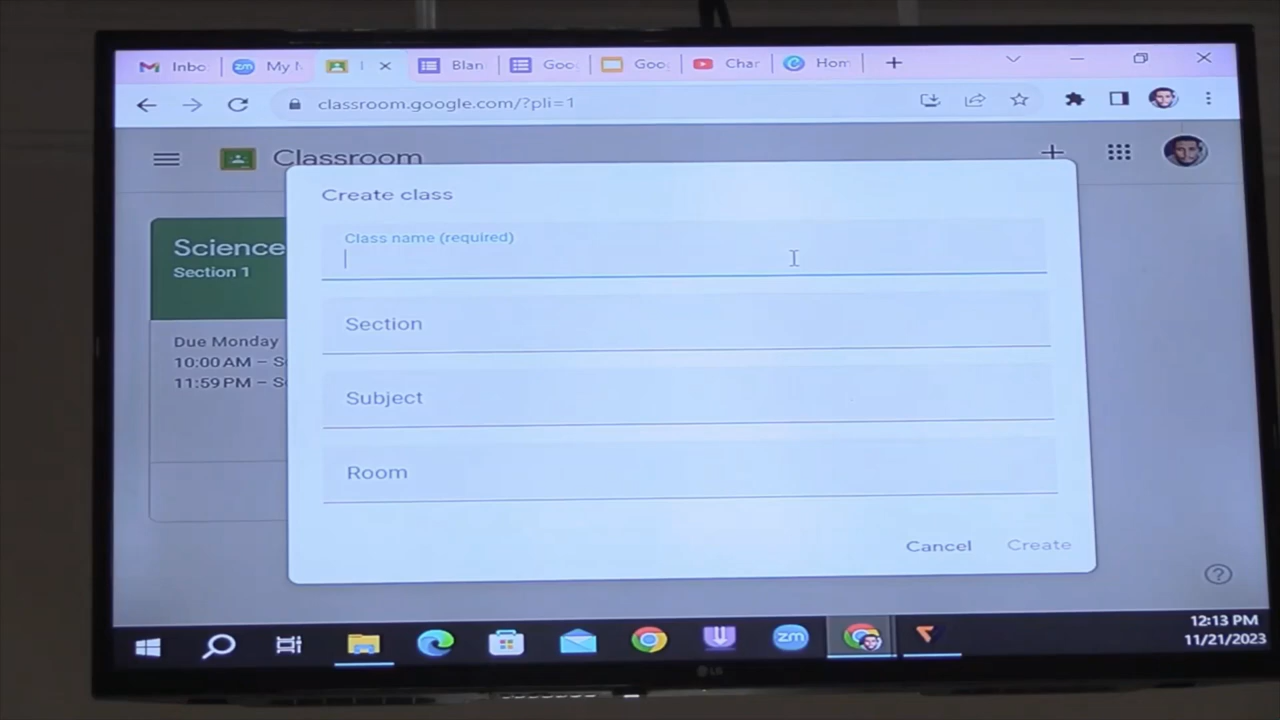 Inbo
My N
Blan
Goo
Goo
Char
Hom
classroom.google.com/?pli=1
Classroom
Create class
Science
Section 1
Class name (required)
Section
Due Monday
10:00 AM – S
11:59 PM – S
Subject
Room
Cancel
Create
zm
12:13 PM
11/21/2023
LG